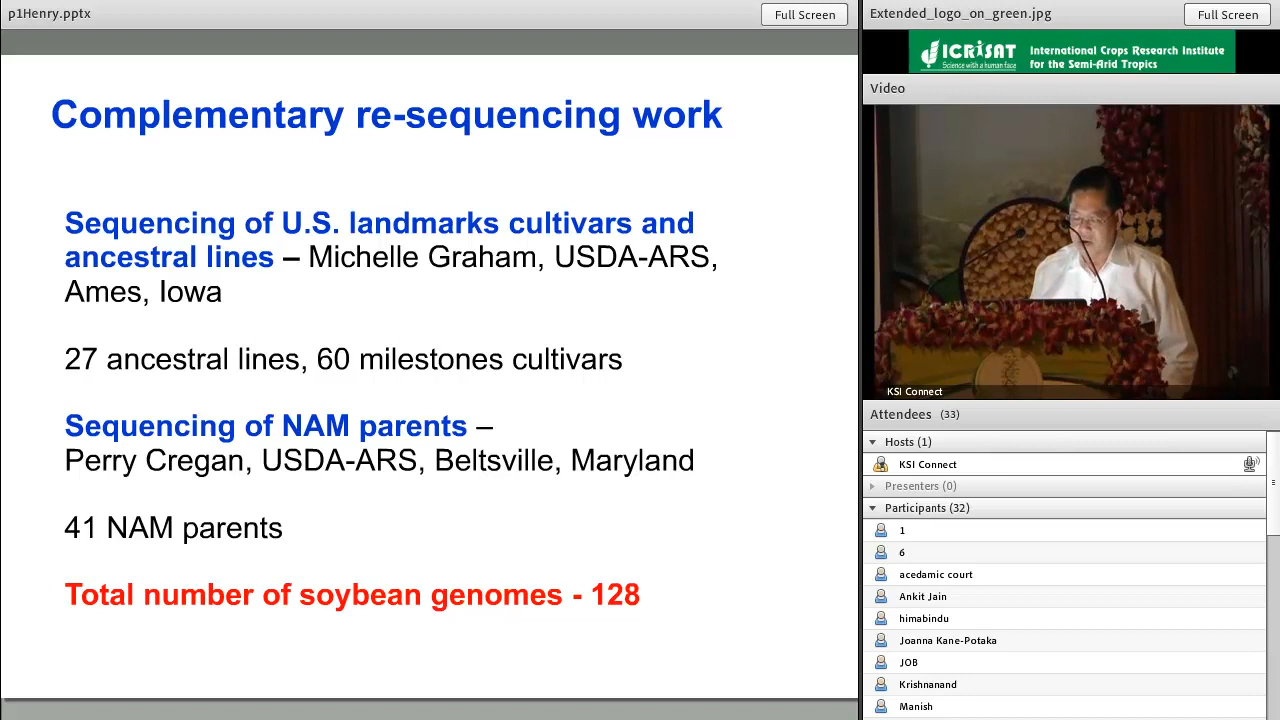 p1Henry.pptx
Full Screen
Complementary re-sequencing work
Sequencing of U.S. landmarks cultivars and
ancestral lines – Michelle Graham, USDA-ARS,
Ames, Iowa
27 ancestral lines, 60 milestones cultivars
Sequencing of NAM parents –
Perry Cregan, USDA-ARS, Beltsville, Maryland
41 NAM parents
Total number of soybean genomes - 128
Extended_logo_on_green.jpg
Full Screen
ICRISAT
Science with a human face
International Crops Research Institute
for the Semi-Arid Tropics
Video
KSI Connect
Attendees (33)
Hosts (1)
KSI Connect
Presenters (0)
Participants (32)
1
6
acedamic court
Ankit Jain
himabindu
Joanna Kane-Potaka
JOB
Krishnanand
Manish